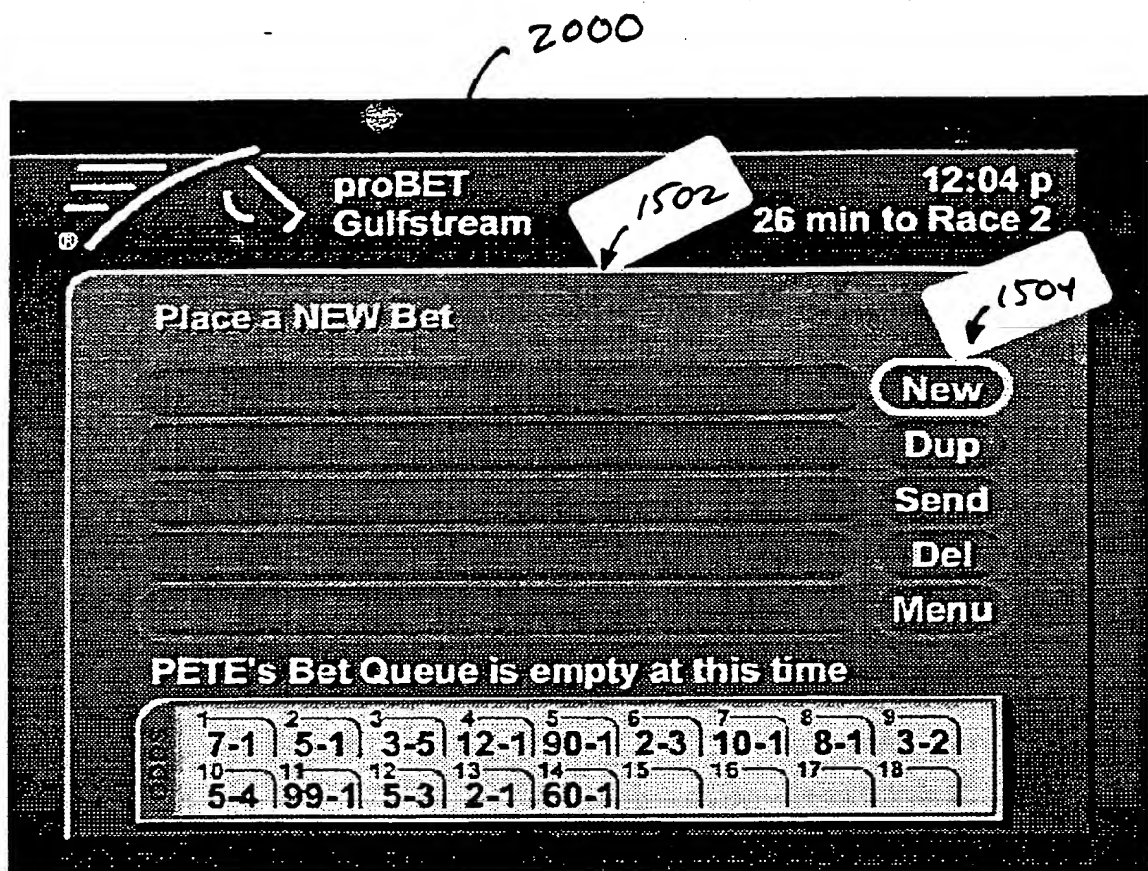 2000
proBET
Gulfstream
12:04 p
26 min to Race 2
1502
1504
®
Place a NEW Bet
New
Dup
Send
Del
Menu
PETE's Bet Queue is empty at this time
ODDS
1 2 3 4 5 6 7 8 9
7-1 5-1 3-5 12-1 90-1 2-3 10-1 8-1 3-2
10 11 12 13 14 15 16 17 18
5-4 99-1 5-3 2-1 60-1